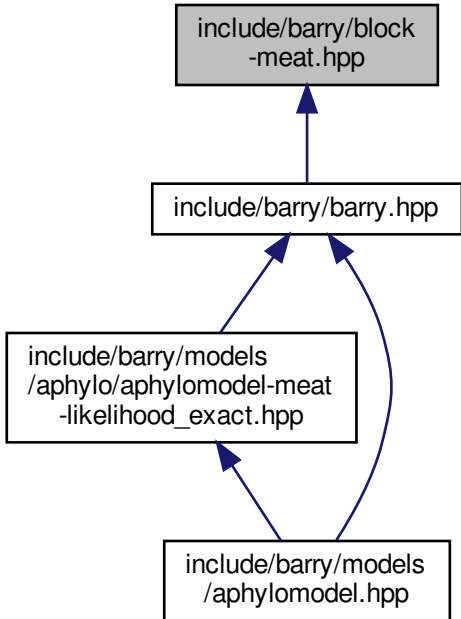 include/barry/block
-meat.hpp
include/barry/barry.hpp
include/barry/models
/aphylo/aphylomodel-meat
-likelihood_exact.hpp
include/barry/models
/aphylomodel.hpp